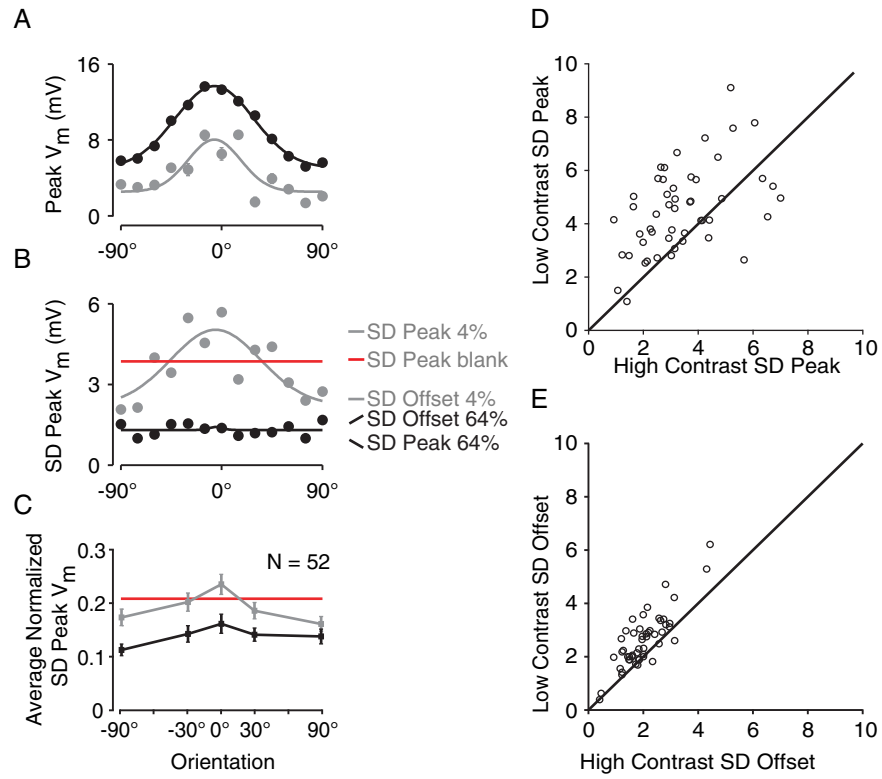 A
16
8
0
Peak Vm (mV)
-90°
0°
90°
B
6
3
0
SD Peak Vm (mV)
-90°
0°
90°
SD Peak 4%
SD Peak blank
SD Offset 4%
SD Offset 64%
SD Peak 64%
C
0.3
0.2
0.1
0
Average Normalized
SD Peak Vm
N = 52
-90°
-30°
0°
30°
90°
Orientation
D
10
8
6
4
2
0
Low Contrast SD Peak
0
2
4
6
8
10
High Contrast SD Peak
E
10
8
6
4
2
0
Low Contrast SD Offset
0
2
4
6
8
10
High Contrast SD Offset